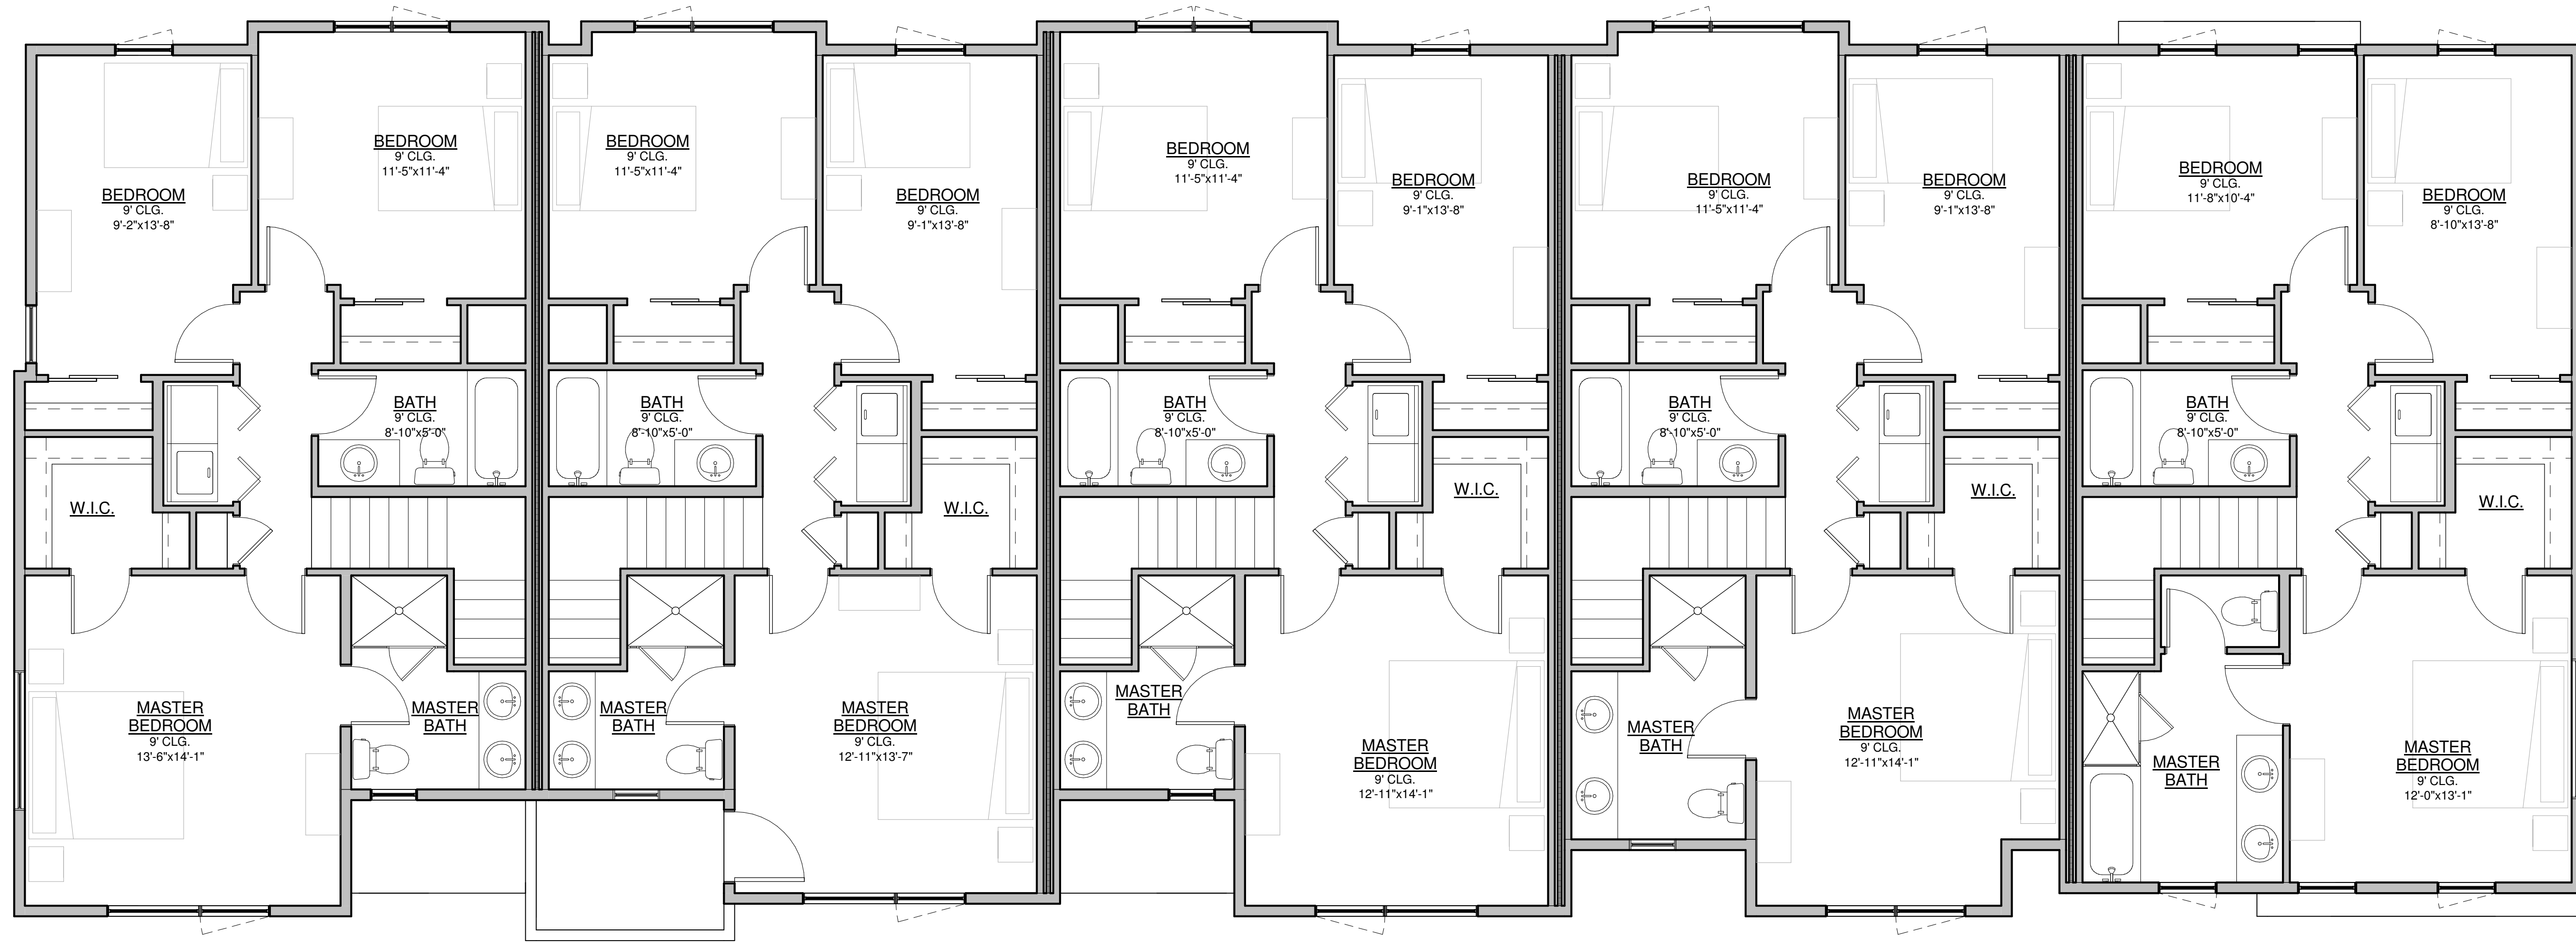 BEDROOM
9' CLG.
9'-2"x13'-8"
BEDROOM
9' CLG.
11'-5"x11'-4"
BEDROOM
9' CLG.
11'-5"x11'-4"
BEDROOM
9' CLG.
9'-1"x13'-8"
BEDROOM
9' CLG.
11'-5"x11'-4"
BEDROOM
9' CLG.
9'-1"x13'-8"
BEDROOM
9' CLG.
11'-5"x11'-4"
BEDROOM
9' CLG.
9'-1"x13'-8"
BEDROOM
9' CLG.
11'-8"x10'-4"
BEDROOM
9' CLG.
8'-10"x13'-8"
BATH
9' CLG.
8'-10"x5'-0"
BATH
9' CLG.
8'-10"x5'-0"
BATH
9' CLG.
8'-10"x5'-0"
BATH
9' CLG.
8'-10"x5'-0"
BATH
9' CLG.
8'-10"x5'-0"
W.I.C.
W.I.C.
W.I.C.
W.I.C.
W.I.C.
MASTER
BEDROOM
9' CLG.
13'-6"x14'-1"
MASTER
BATH
MASTER
BATH
MASTER
BEDROOM
9' CLG.
12'-11"x13'-7"
MASTER
BATH
MASTER
BEDROOM
9' CLG.
12'-11"x14'-1"
MASTER
BATH
MASTER
BEDROOM
9' CLG.
12'-11"x14'-1"
MASTER
BATH
MASTER
BEDROOM
9' CLG.
12'-0"x13'-1"